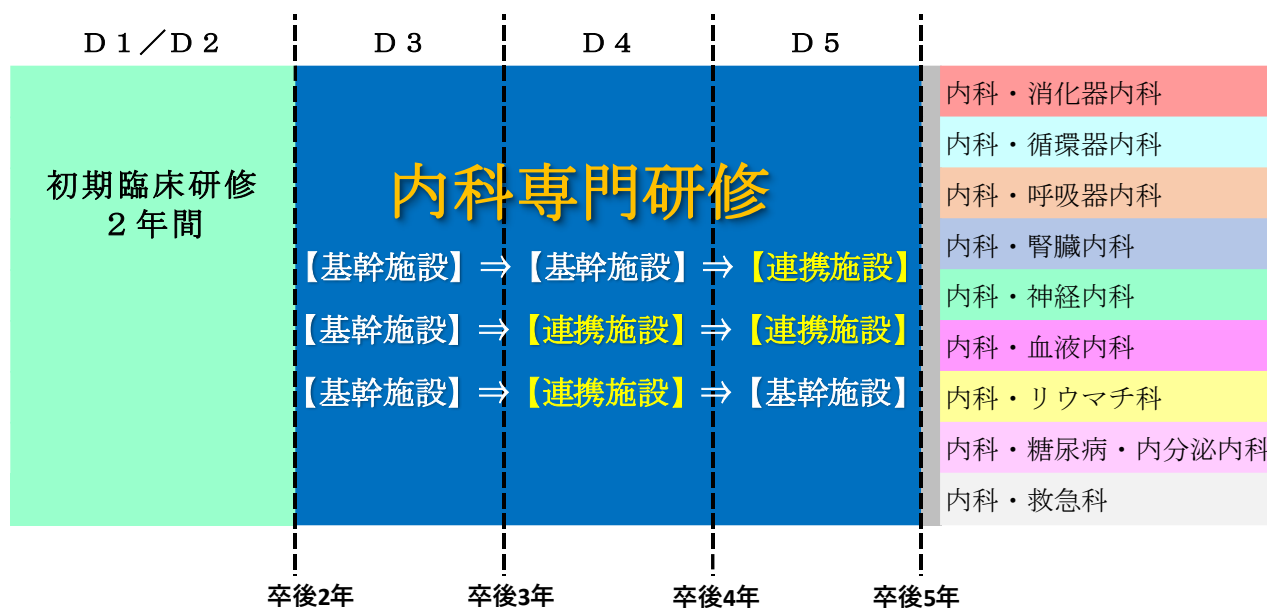 D1/D2
D3
D4
D5
初期臨床研修
2年間
内科専門研修
【基幹施設】⇒【基幹施設】⇒【連携施設】
【基幹施設】⇒【連携施設】⇒【連携施設】
【基幹施設】⇒【連携施設】⇒【基幹施設】
内科・消化器内科
内科・循環器内科
内科・呼吸器内科
内科・腎臓内科
内科・神経内科
内科・血液内科
内科・リウマチ科
内科・糖尿病・内分泌内科
内科・救急科
卒後2年
卒後3年
卒後4年
卒後5年